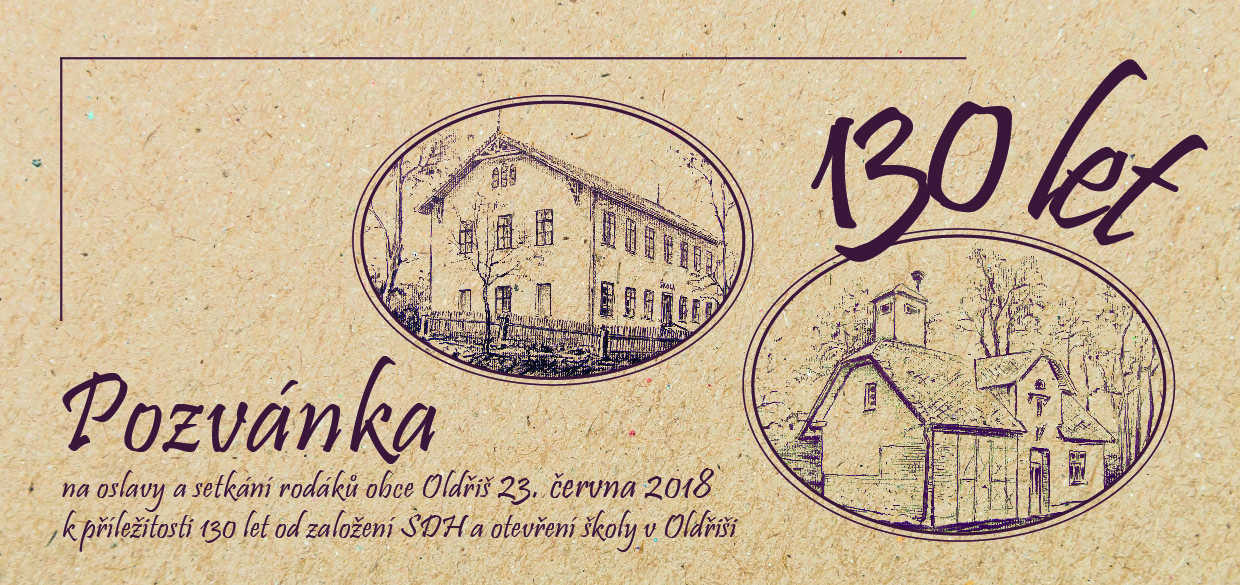 130 let
ŠKOLA
Pozvánka
na oslavy a setkání rodáků obce Oldřiš 23. června 2018
k příležitosti 130 let od založení SDH a otevření školy v Oldřiši